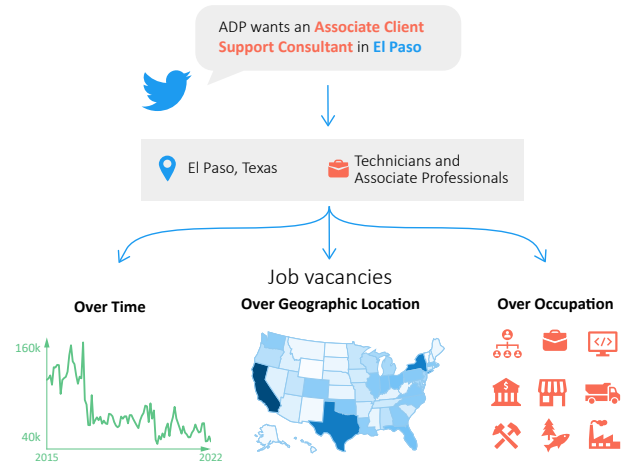 ADP wants an Associate Client
Support Consultant in El Paso
El Paso, Texas
Technicians and
Associate Professionals
Job vacancies
Over Time
Over Geographic Location
Over Occupation
160k
40k
2015
2022